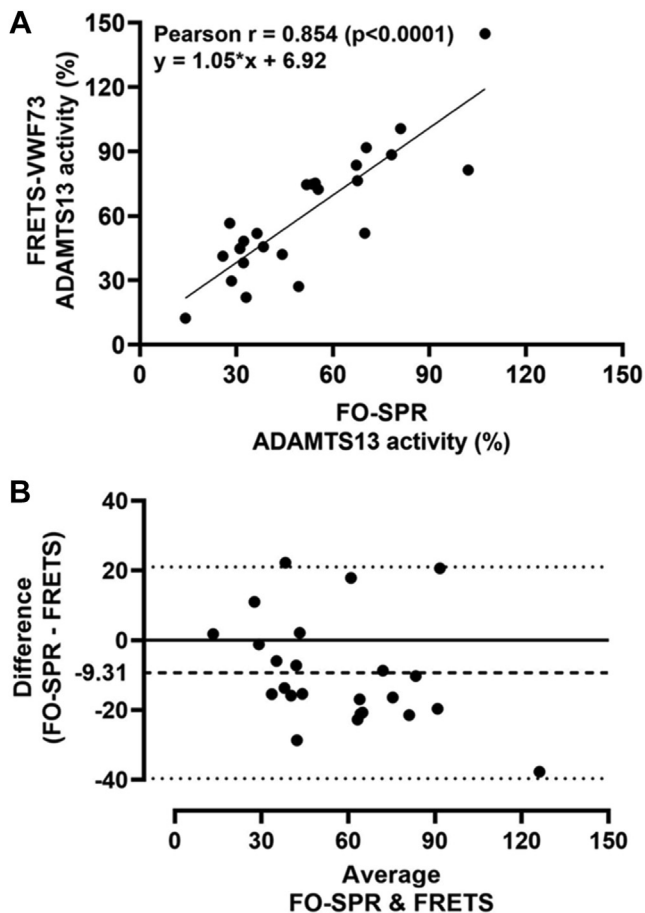 A
Pearson r = 0.854 (p<0.0001)
y = 1.05*x + 6.92
FRETS-VWF73
ADAMTS13 activity (%)
150
120
90
60
30
0
0 30 60 90 120 150
FO-SPR
ADAMTS13 activity (%)
B
Difference
(FO-SPR - FRETS)
40
20
0
-9.31
-20
-40
0 30 60 90 120 150
Average
FO-SPR & FRETS